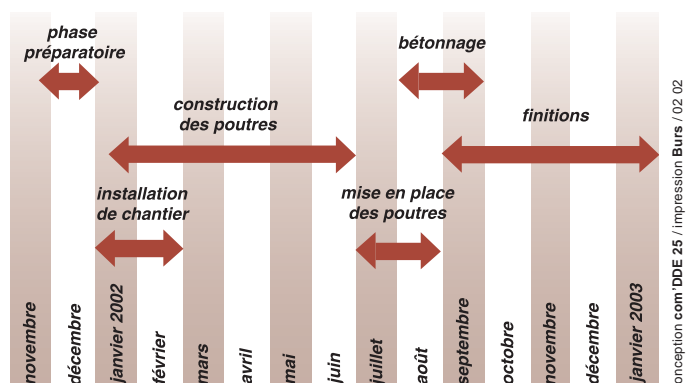 phase
préparatoire
bétonnage
construction
des poutres
finitions
installation
de chantier
mise en place
des poutres
novembre
décembre
janvier 2002
février
mars
avril
mai
juin
juillet
août
septembre
octobre
novembre
décembre
janvier 2003
onception com'DDE 25 / impression Burs / 02 02